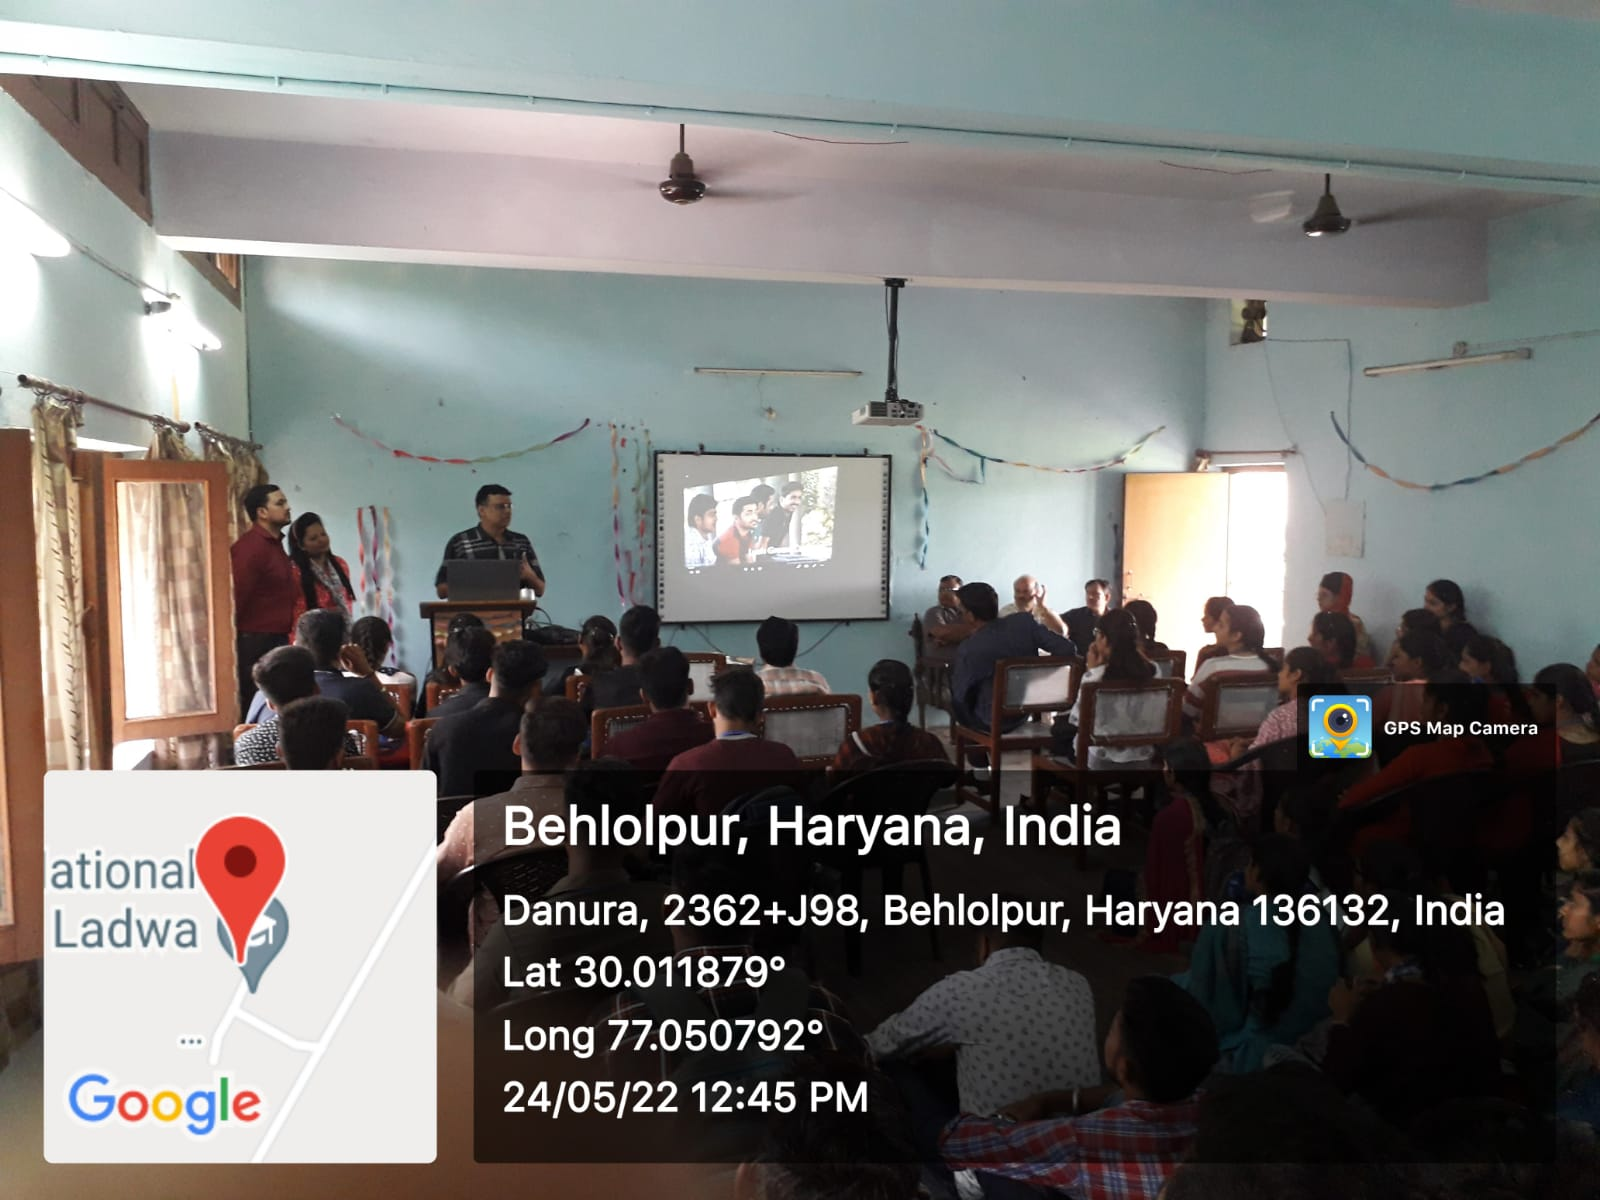 GPS Map Camera
ational
Ladwa
...
Google
Behlolpur, Haryana, India
Danura, 2362+J98, Behlolpur, Haryana 136132, India
Lat 30.011879°
Long 77.050792°
24/05/22 12:45 PM